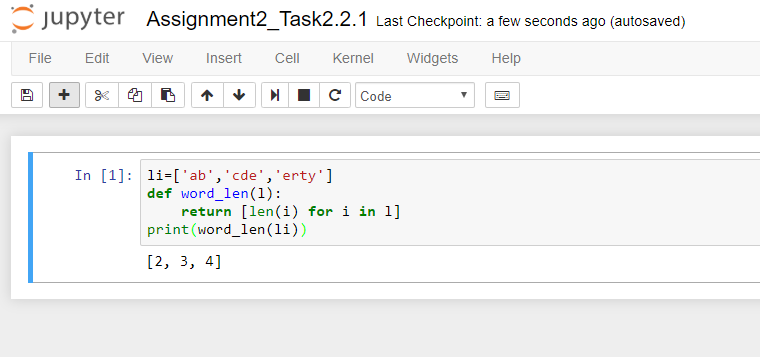 jupyter Assignment2_Task2.2.1 Last Checkpoint: a few seconds ago (autosaved)
File Edit View Insert Cell Kernel Widgets Help
Code
In [1]: li=['ab','cde','erty']
def word_len(l):
    return [len(i) for i in l]
print(word_len(li))
[2, 3, 4]